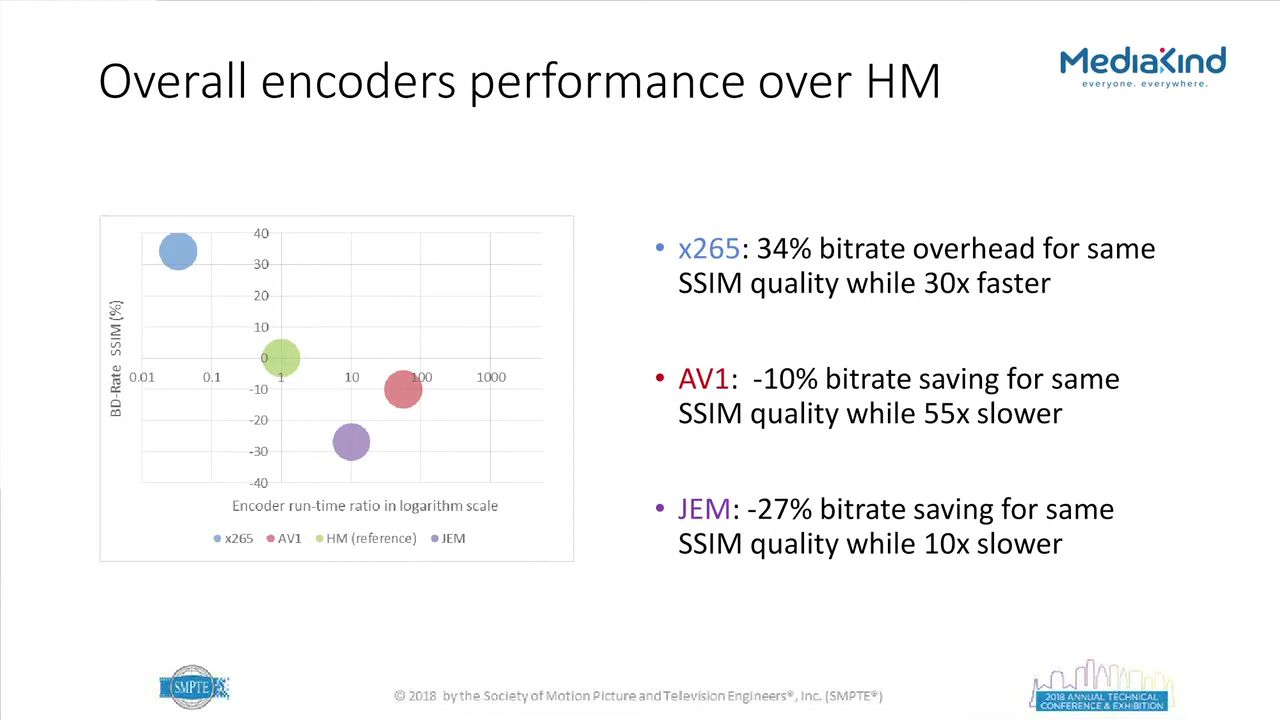 Overall encoders performance over HM
MediaKind
everyone. everywhere.
40
30
20
10
0
0.01 0.1 1 10 100 1000
-10
-20
-30
-40
BD-Rate SSIM (%)
Encoder run-time ratio in logarithm scale
x265 AV1 HM (reference) JEM
• x265: 34% bitrate overhead for same
SSIM quality while 30x faster
• AV1: -10% bitrate saving for same
SSIM quality while 55x slower
• JEM: -27% bitrate saving for same
SSIM quality while 10x slower
SMPTE
© 2018 by the Society of Motion Picture and Television Engineers®, Inc. (SMPTE®)
2018 ANNUAL TECHNICAL
CONFERENCE & EXHIBITION